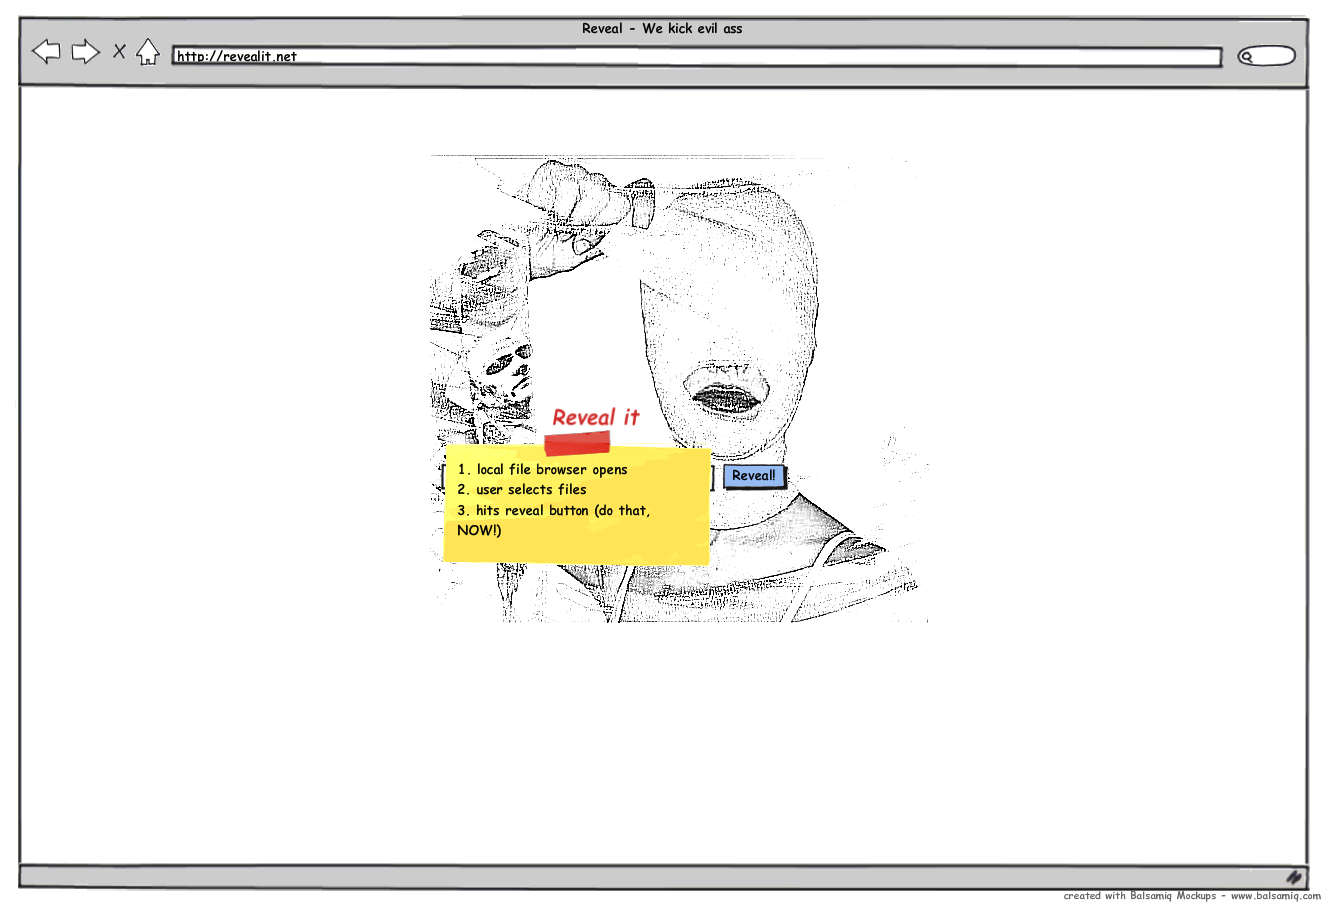 Reveal - We kick evil ass
http://revealit.net
Reveal it
1. local file browser opens
2. user selects files
3. hits reveal button (do that,
NOW!)
Reveal!
created with Balsamiq Mockups - www.balsamiq.com